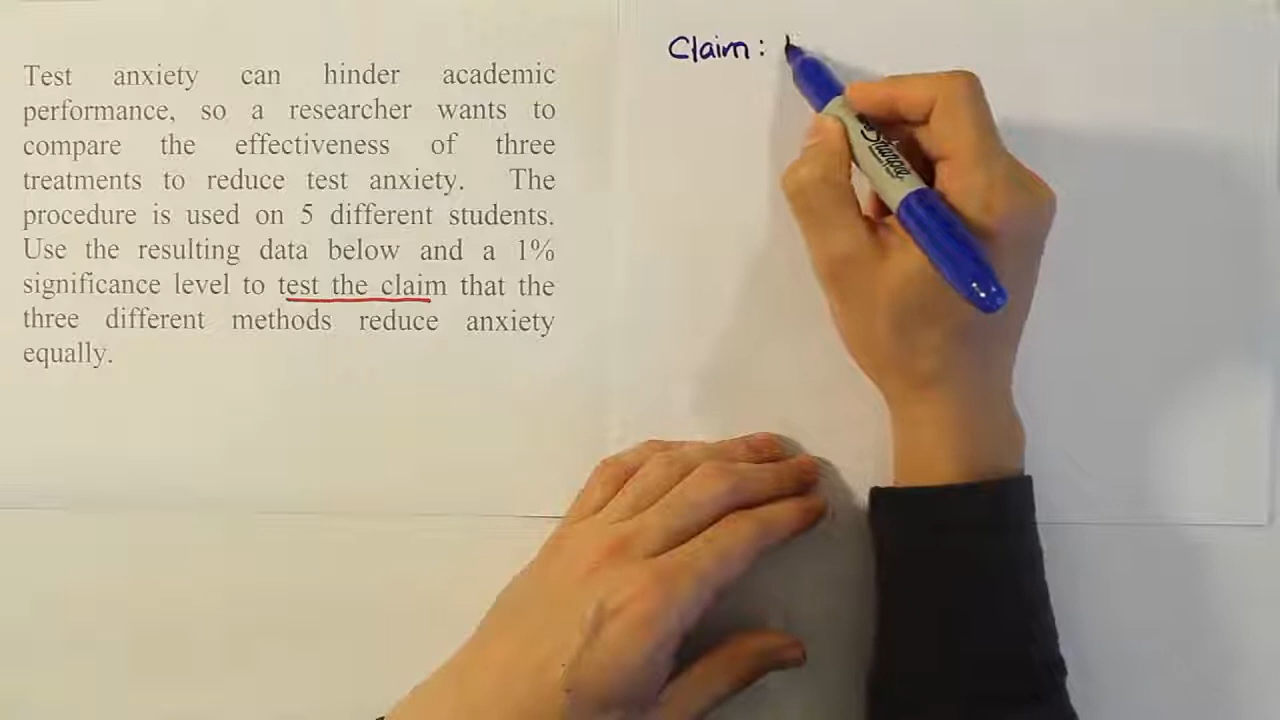 Test anxiety can hinder academic
performance, so a researcher wants to
compare the effectiveness of three
treatments to reduce test anxiety. The
procedure is used on 5 different students.
Use the resulting data below and a 1%
significance level to test the claim that the
three different methods reduce anxiety
equally.
Claim :
Sharpie